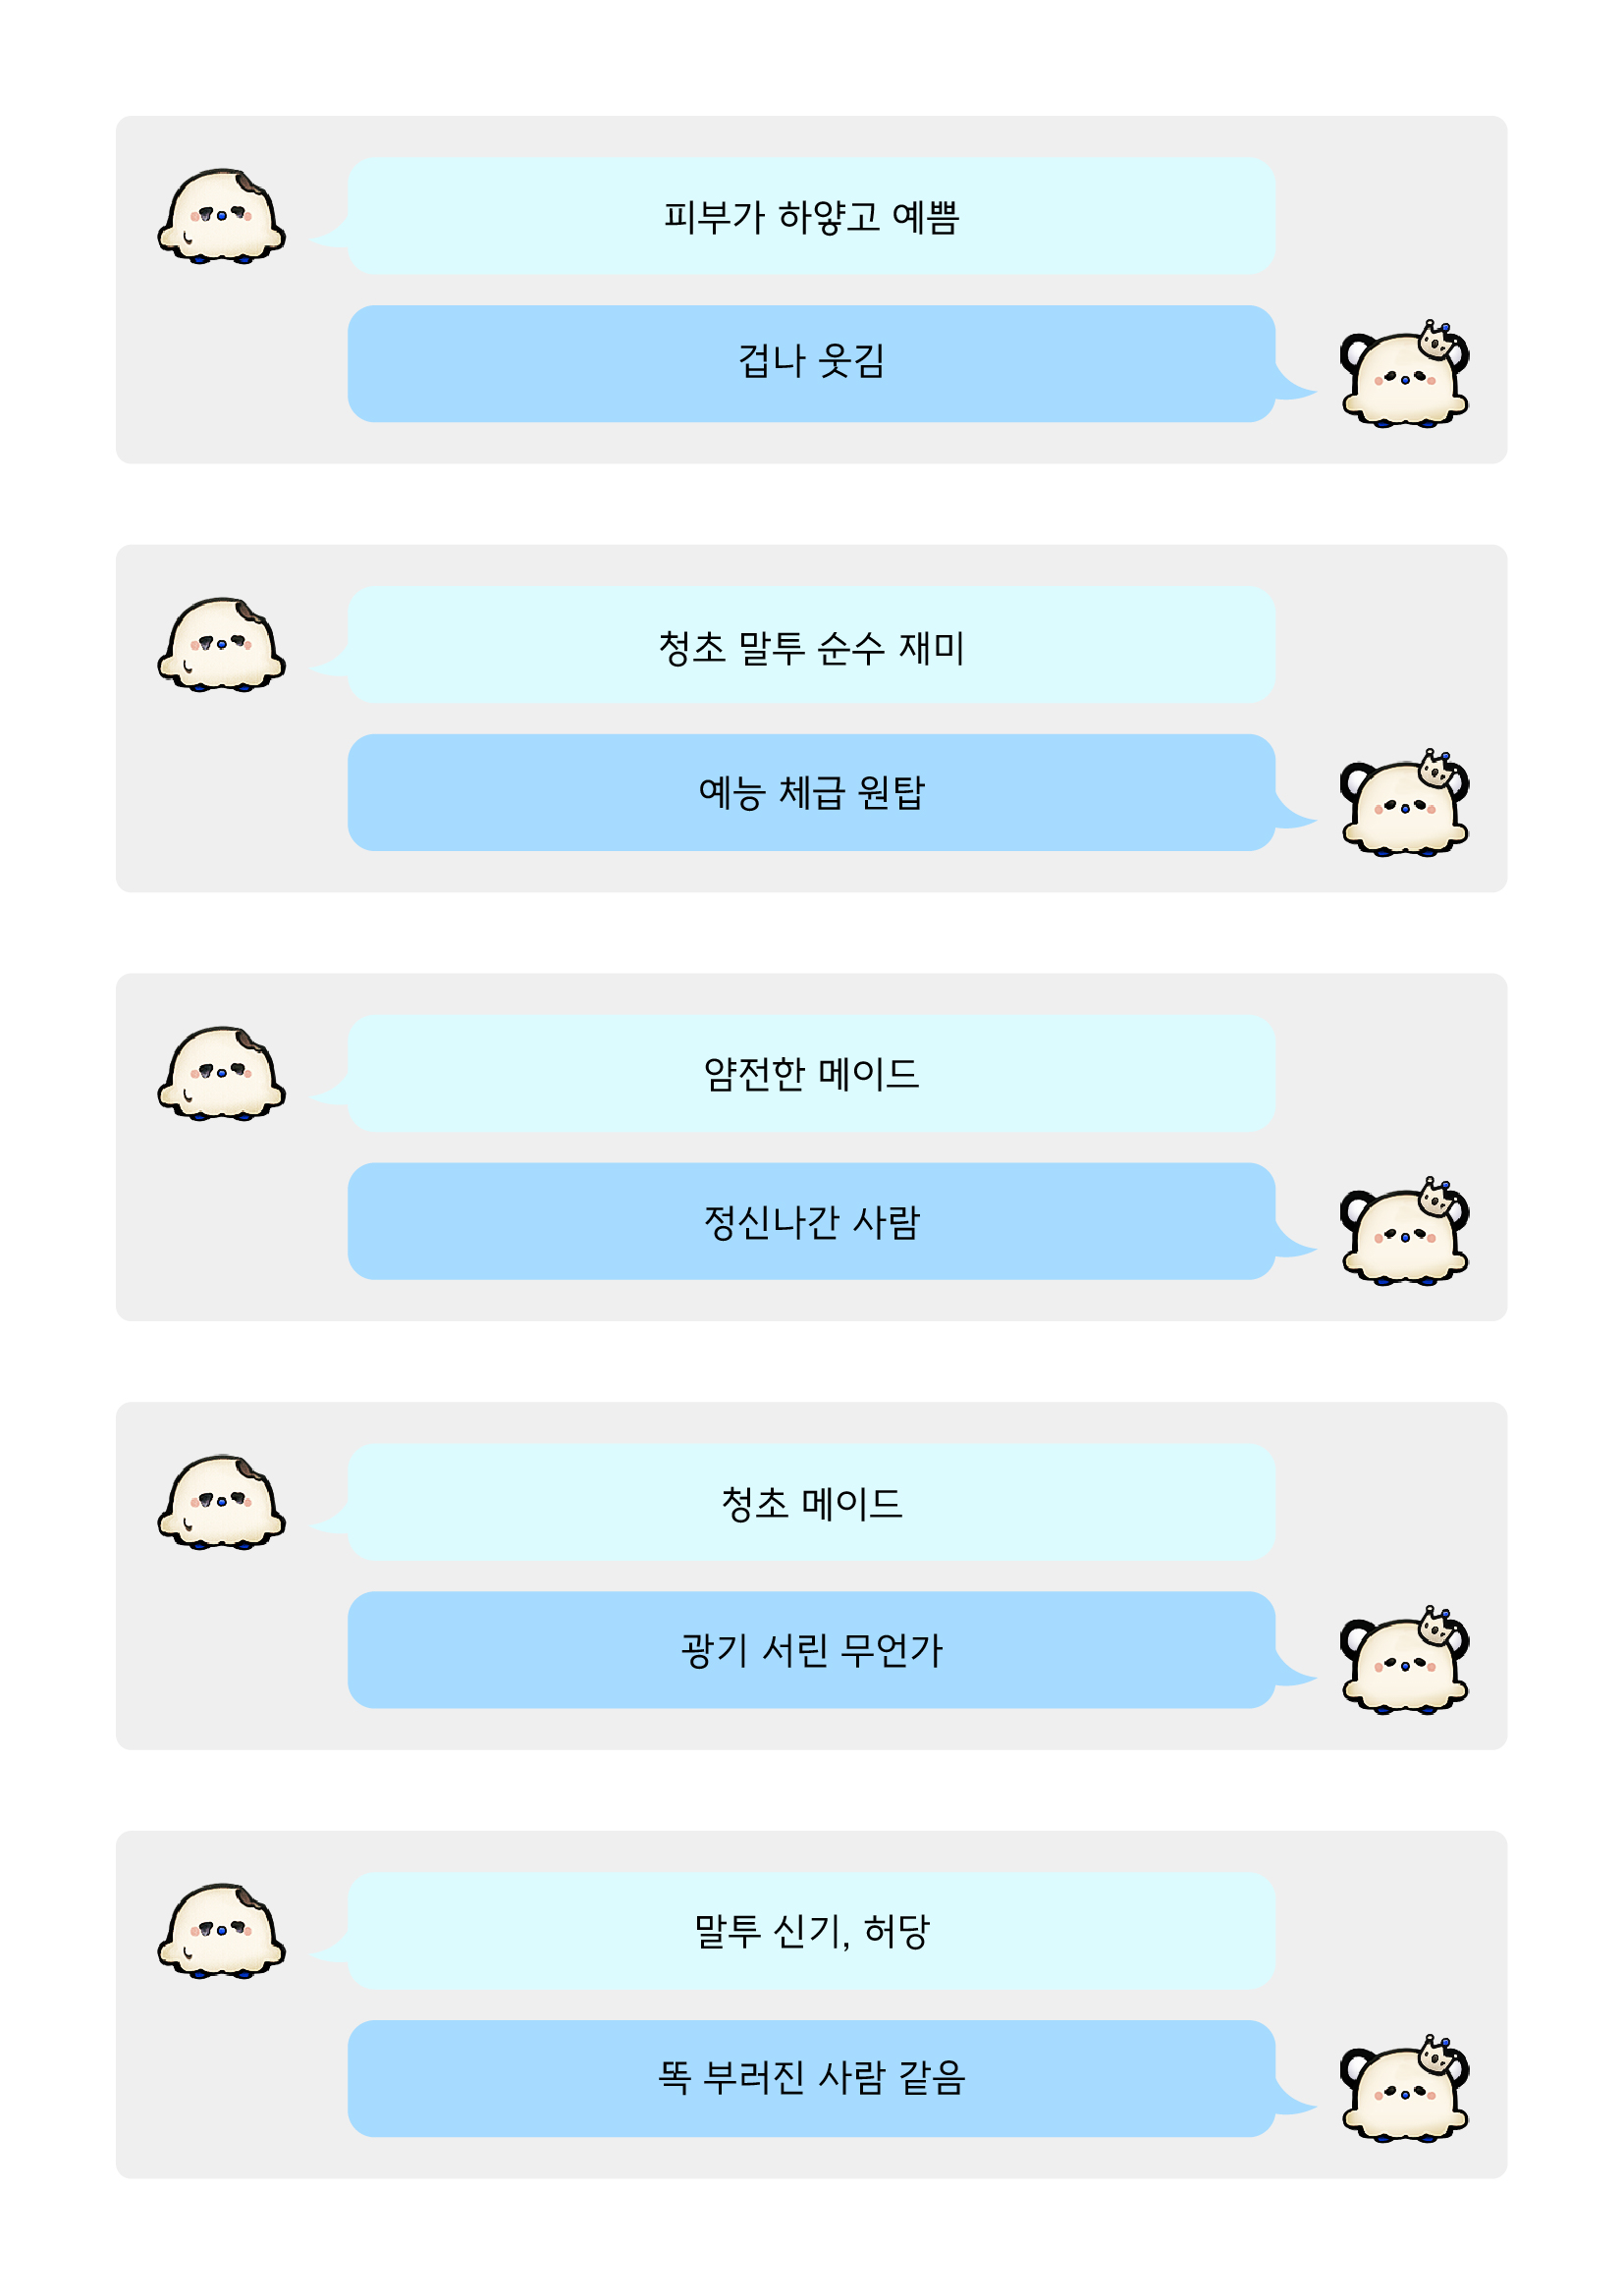 피부가 하얗고 예쁨
겁나 웃김
청초 말투 순수 재미
예능 체급 원탑
얌전한 메이드
정신나간 사람
청초 메이드
광기 서린 무언가
말투 신기, 허당
똑 부러진 사람 같음